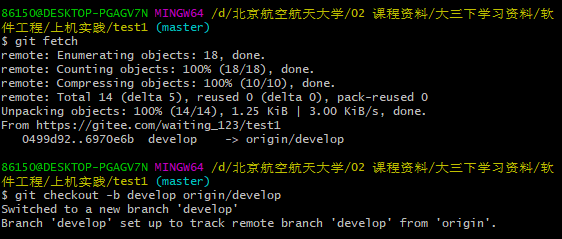 86150@DESKTOP-PGAGV7N MINGW64 /d/北京航空航天大学/02 课程资料/大三下学习资料/软
件工程/上机实践/test1 (master)
$ git fetch
remote: Enumerating objects: 18, done.
remote: Counting objects: 100% (18/18), done.
remote: Compressing objects: 100% (10/10), done.
remote: Total 14 (delta 5), reused 0 (delta 0), pack-reused 0
Unpacking objects: 100% (14/14), 1.25 KiB | 3.00 KiB/s, done.
From https://gitee.com/waiting_123/test1
   0499d92..6970e6b  develop    -> origin/develop
86150@DESKTOP-PGAGV7N MINGW64 /d/北京航空航天大学/02 课程资料/大三下学习资料/软
件工程/上机实践/test1 (master)
$ git checkout -b develop origin/develop
Switched to a new branch 'develop'
Branch 'develop' set up to track remote branch 'develop' from 'origin'.